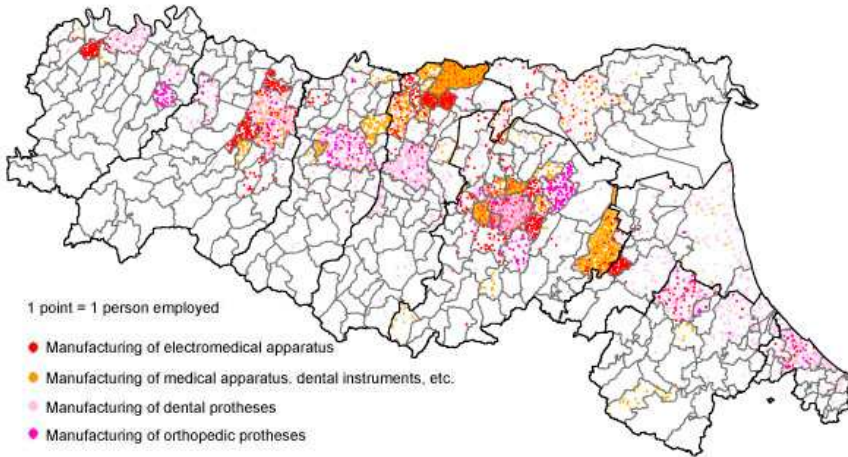 1 point = 1 person employed
Manufacturing of electromedical apparatus
Manufacturing of medical apparatus. dental instruments, etc.
Manufacturing of dental protheses
Manufacturing of orthopedic protheses